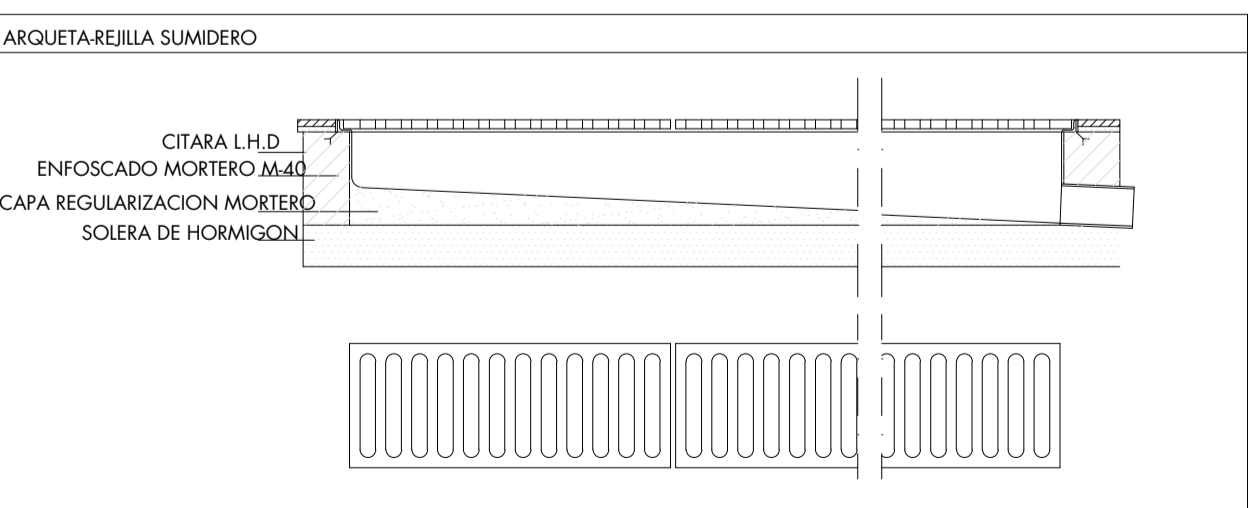 ARQUETA-REJILLA SUMIDERO
CITARA L.H.D
ENFOSCADO MORTERO M-40
CAPA REGULARIZACION MORTERO
SOLERA DE HORMIGON